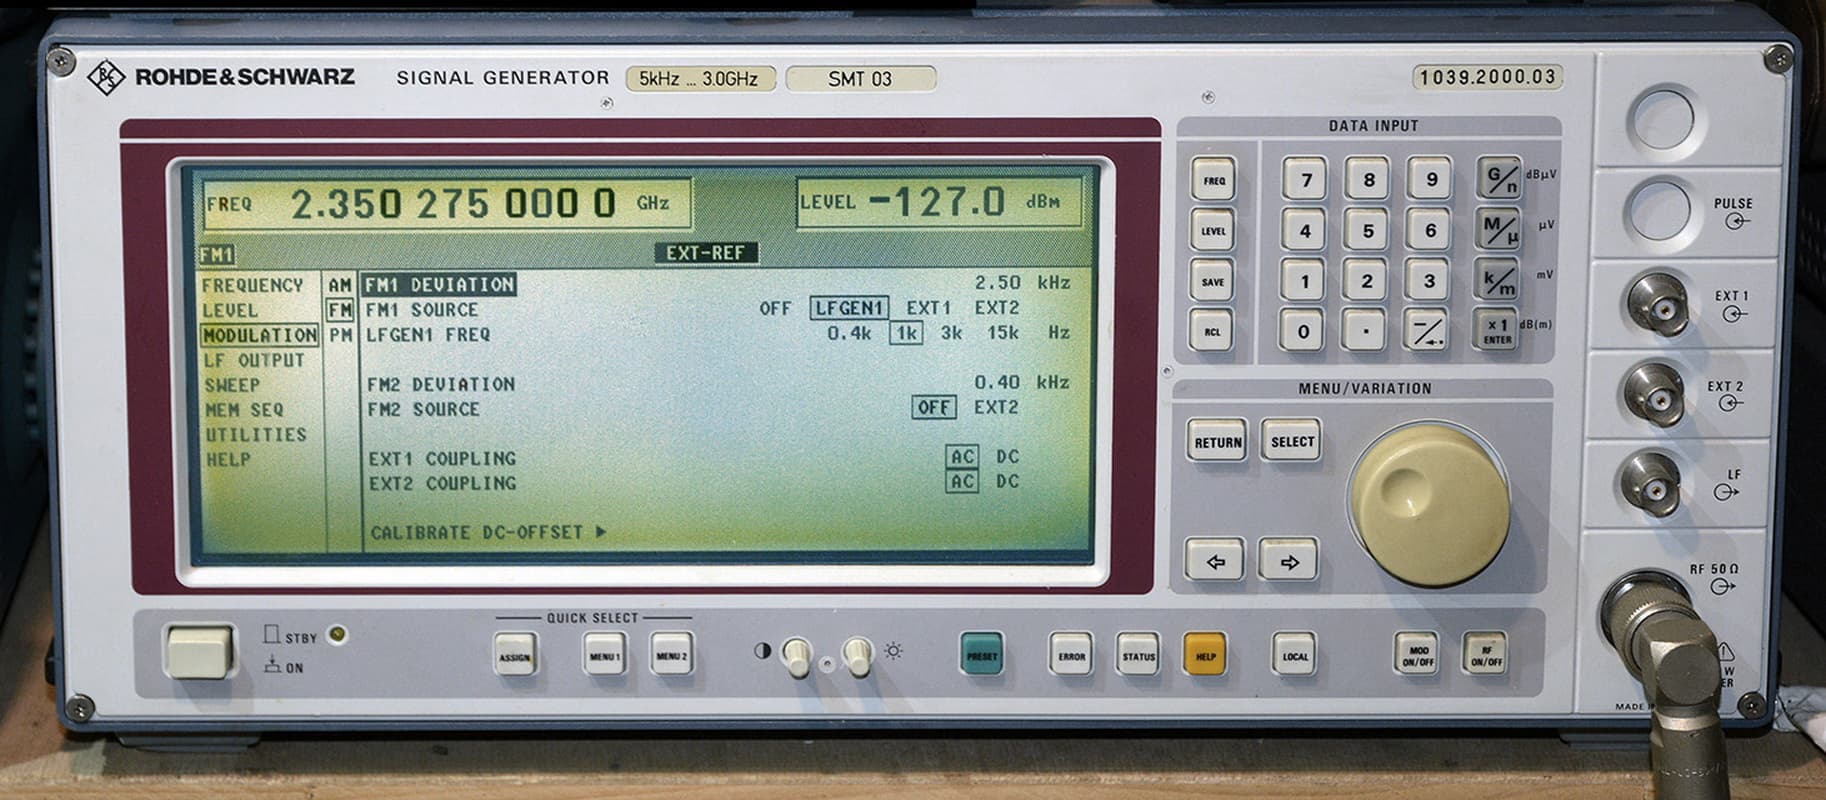 ROHDE&SCHWARZ SIGNAL GENERATOR 5kHz ... 3.0GHz SMT 03 1039.2000.03
FREQ 2.350 275 000 0 GHz LEVEL -127.0 dBm
FM1 EXT-REF
FREQUENCY AM FM1 DEVIATION 2.50 kHz
LEVEL FM FM1 SOURCE OFF LFGEN1 EXT1 EXT2
MODULATION PM LFGEN1 FREQ 0.4k 1k 3k 15k Hz
LF OUTPUT
SWEEP FM2 DEVIATION 0.40 kHz
MEM SEQ FM2 SOURCE OFF EXT2
UTILITIES
HELP EXT1 COUPLING AC DC
EXT2 COUPLING AC DC
CALIBRATE DC-OFFSET ▶
DATA INPUT
FREQ 7 8 9 G/n dBµV
LEVEL 4 5 6 M/µ µV
SAVE 1 2 3 k/m mV
RCL 0 . -/← x1 ENTER dB(m)
MENU/VARIATION
RETURN SELECT
⇦ ⇨
STBY
ON
QUICK SELECT
ASSIGN MENU 1 MENU 2
PRESET ERROR STATUS HELP LOCAL MOD ON/OFF RF ON/OFF
PULSE
EXT 1
EXT 2
LF
RF 50 Ω
W
MADE